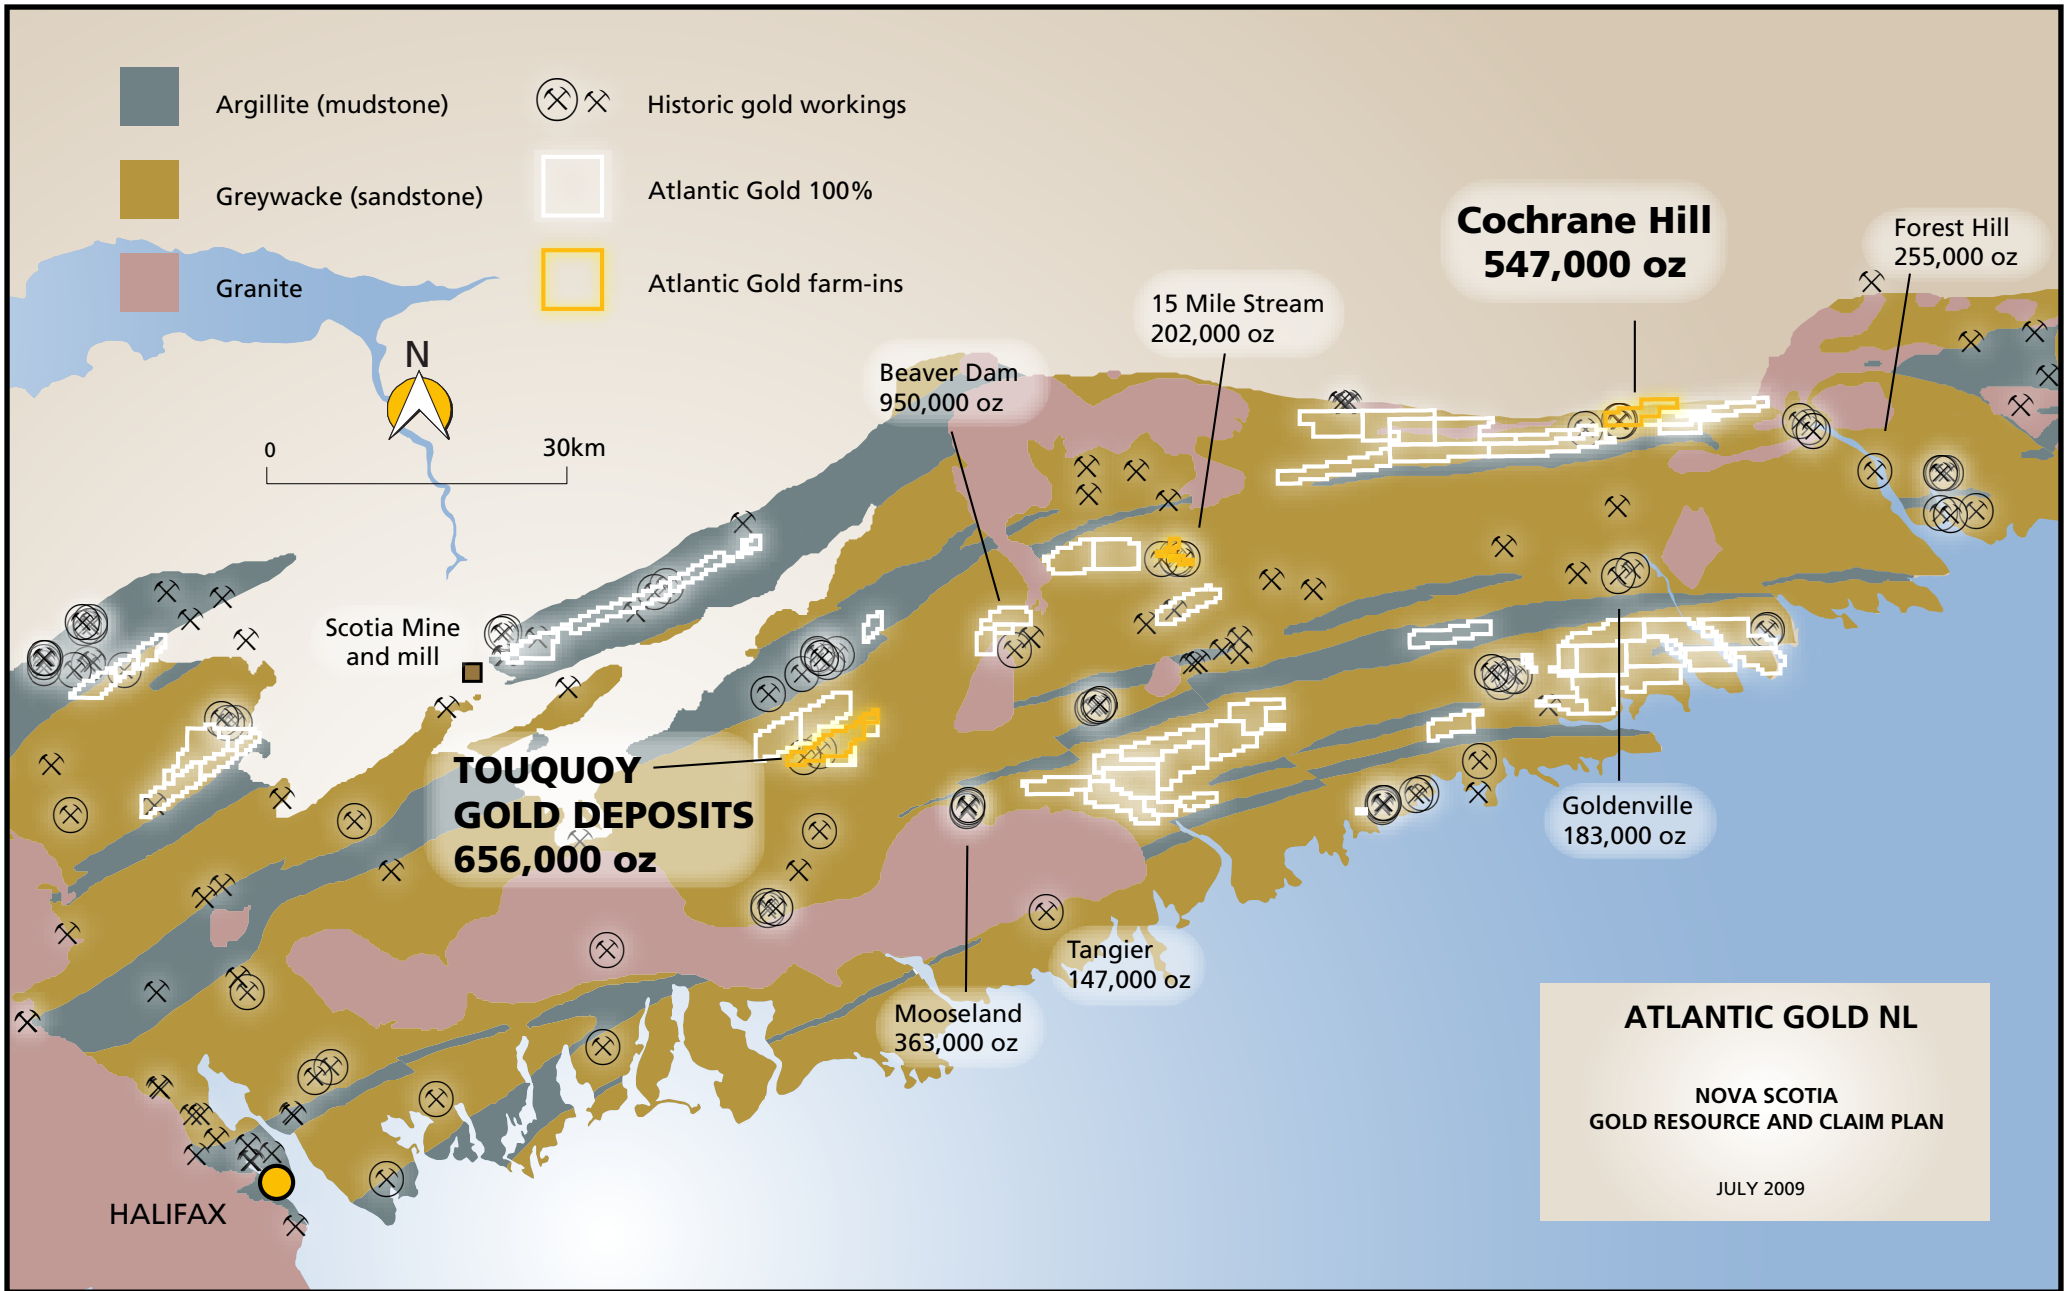 Argillite (mudstone)
Historic gold workings
Greywacke (sandstone)
Atlantic Gold 100%
Granite
Atlantic Gold farm-ins
N
0
30km
Cochrane Hill
547,000 oz
Forest Hill
255,000 oz
15 Mile Stream
202,000 oz
Beaver Dam
950,000 oz
Scotia Mine
and mill
TOUQUOY
GOLD DEPOSITS
656,000 oz
Goldenville
183,000 oz
Tangier
147,000 oz
Mooseland
363,000 oz
HALIFAX
ATLANTIC GOLD NL
NOVA SCOTIA
GOLD RESOURCE AND CLAIM PLAN
JULY 2009